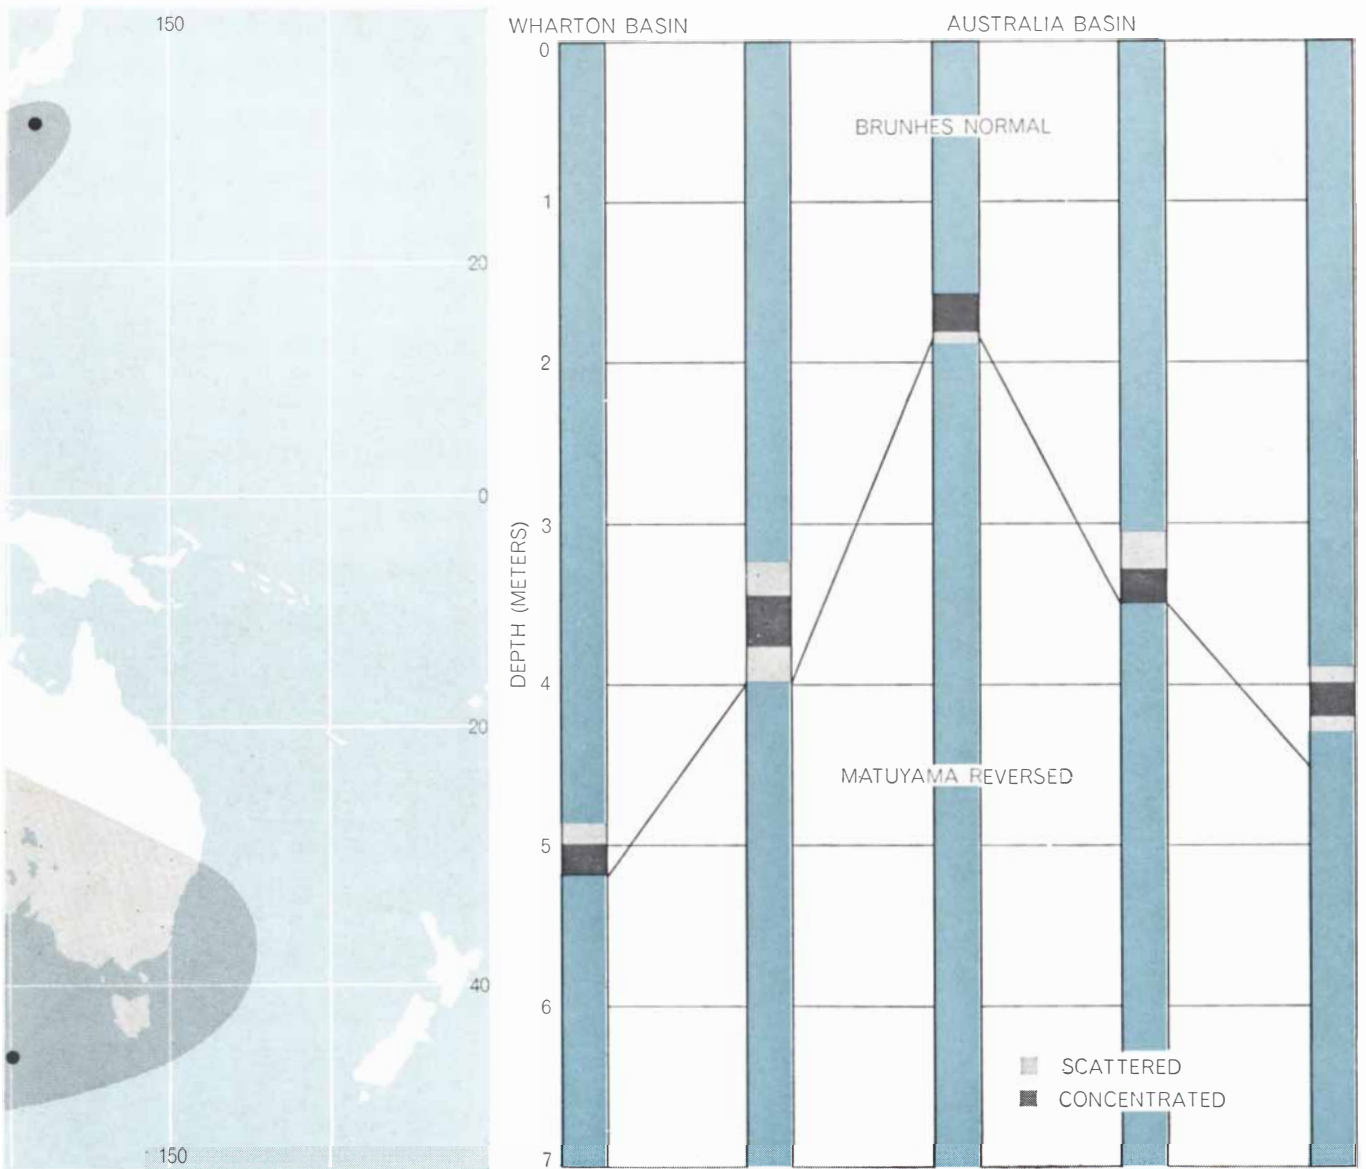 150
20
0
20
40
150
WHARTON BASIN
AUSTRALIA BASIN
0
1
2
3
4
5
6
7
DEPTH (METERS)
BRUNHES NORMAL
MATUYAMA REVERSED
SCATTERED
CONCENTRATED